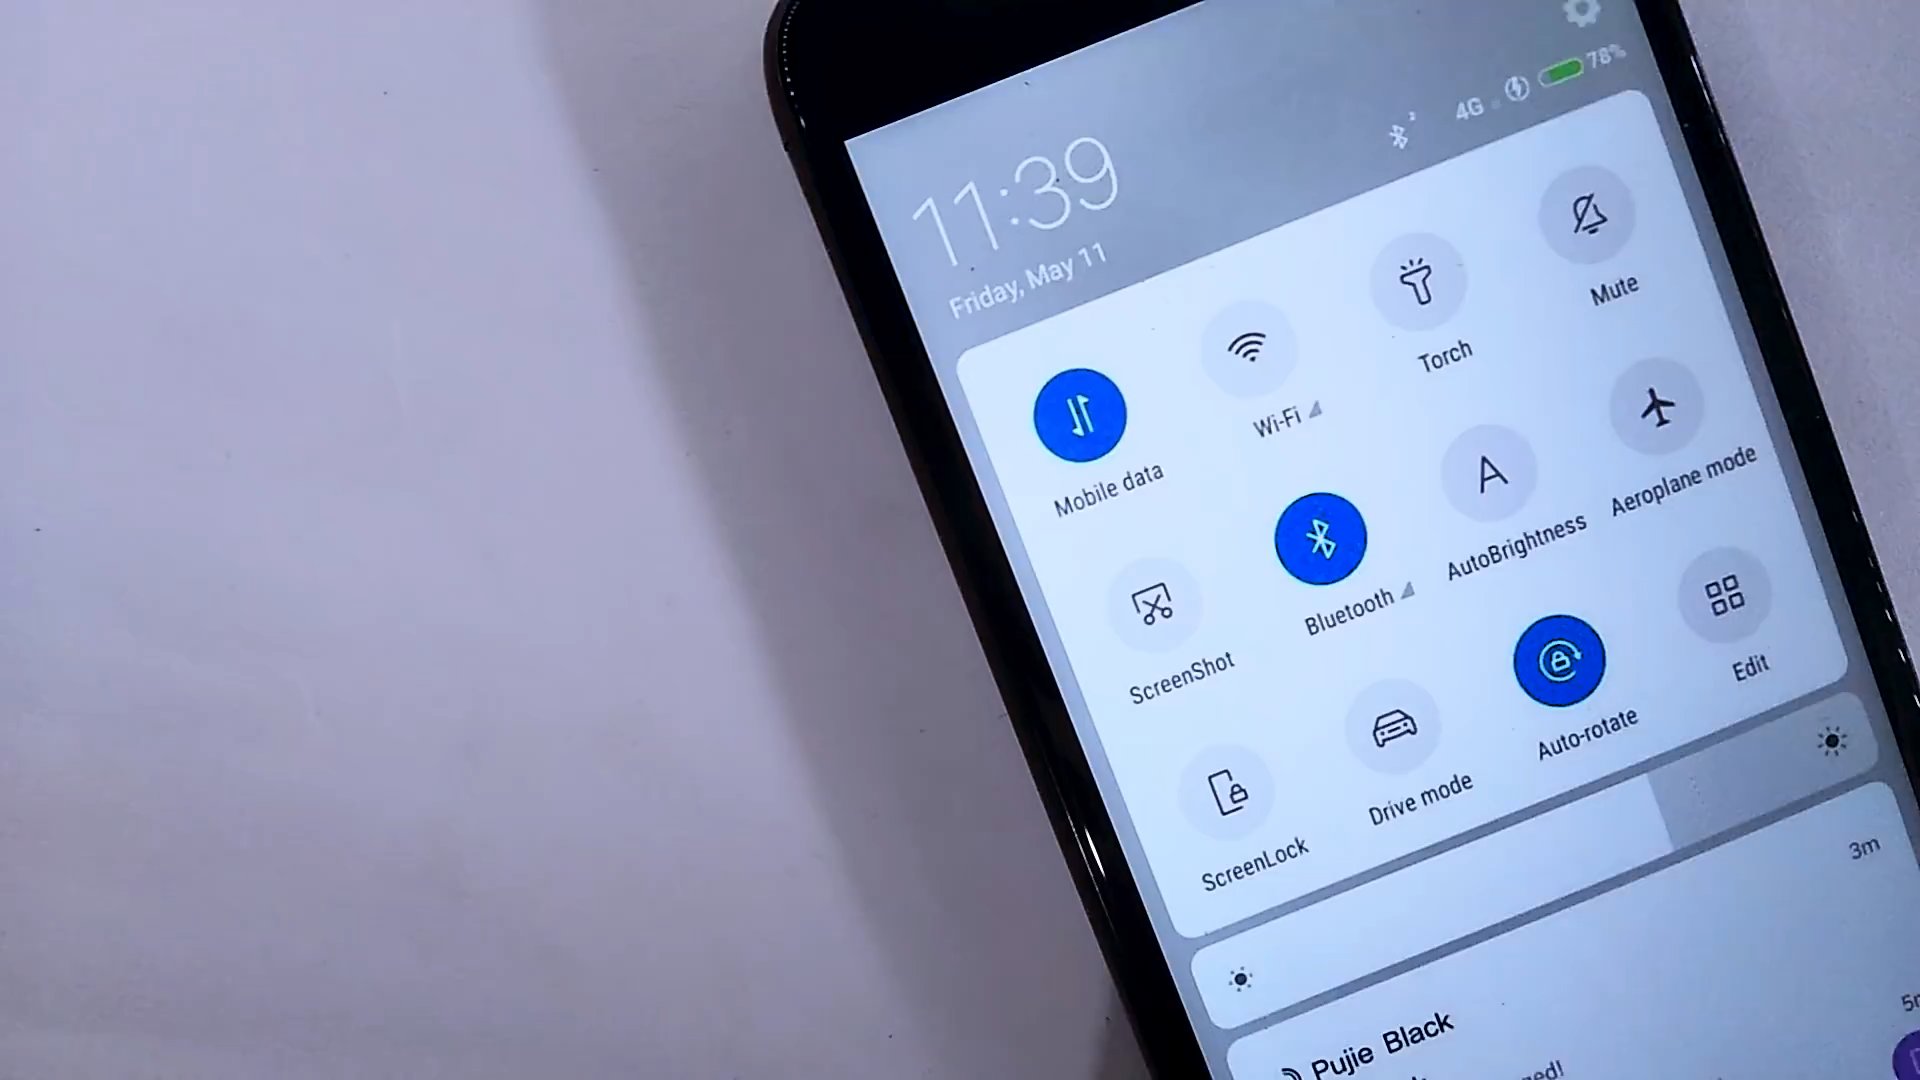 78%
4G
11:39
Friday, May 11
Mobile data
Wi-Fi
Torch
Mute
ScreenShot
Bluetooth
AutoBrightness
Aeroplane mode
ScreenLock
Drive mode
Auto-rotate
Edit
3m
Pujie Black